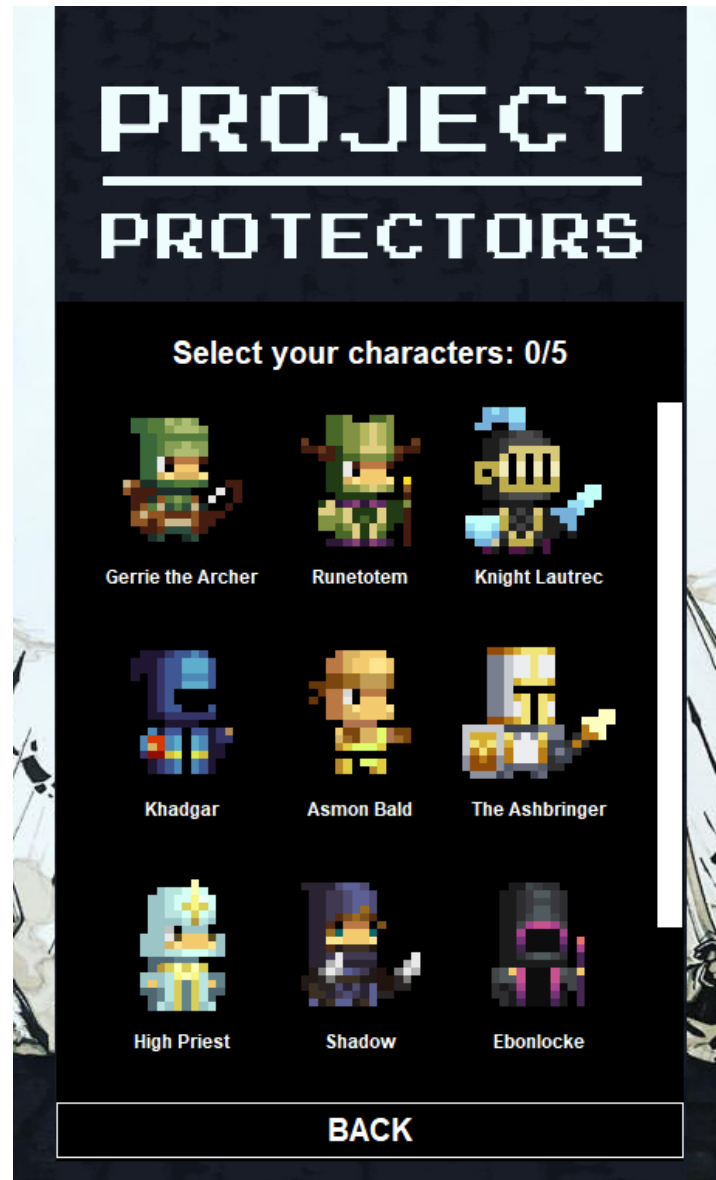 PROJECT
PROTECTORS
Select your characters: 0/5
Gerrie the Archer
Runetotem
Knight Lautrec
Khadgar
Asmon Bald
The Ashbringer
High Priest
Shadow
Ebonlocke
BACK